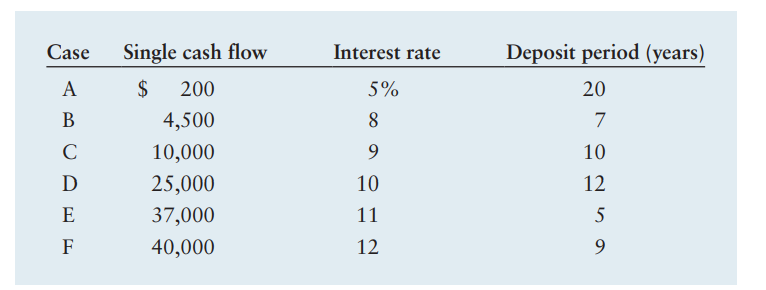 Case Single cash flow Interest rate Deposit period (years)
A $ 200 5% 20
B 4,500 8 7
C 10,000 9 10
D 25,000 10 12
E 37,000 11 5
F 40,000 12 9